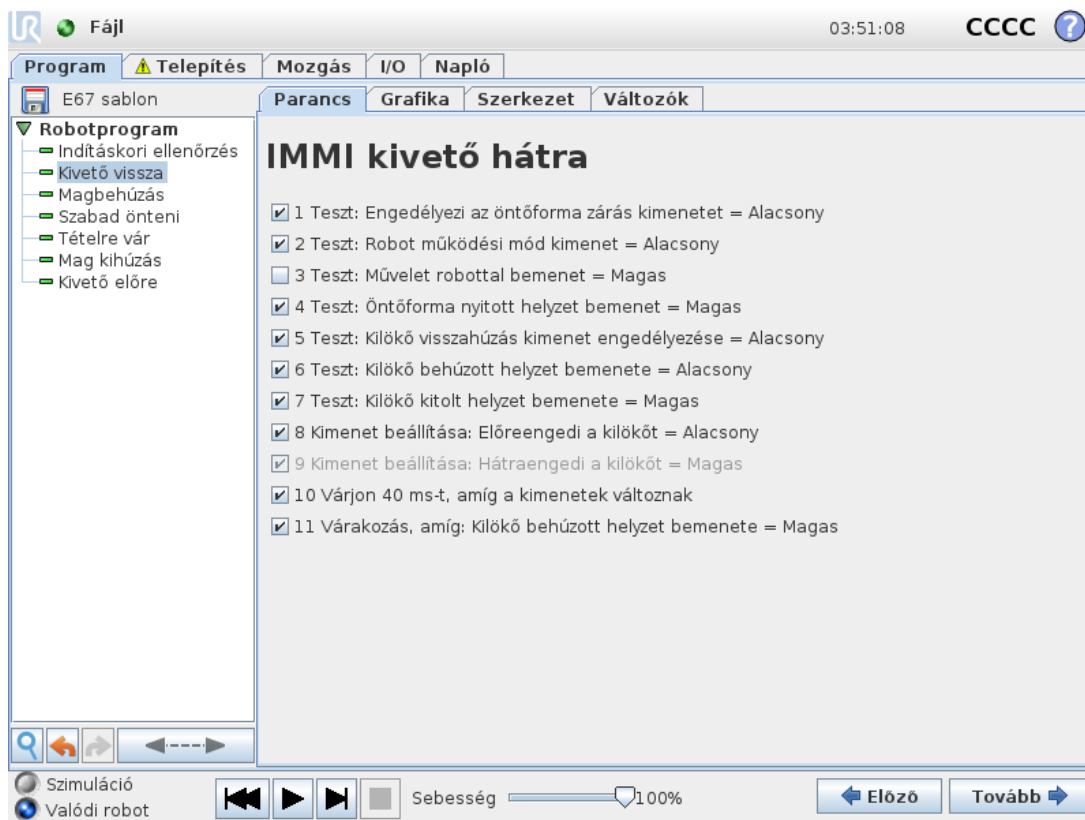 UR Fájl 03:51:08 CCCC ?
Program Telepítés Mozgás I/O Napló
E67 sablon
Parancs Grafika Szerkezet Változók
Robotprogram
Indításkori ellenőrzés
Kivető vissza
Magbehúzás
Szabad önteni
Tételre vár
Mag kihúzás
Kivető előre
IMMI kivető hátra
1 Teszt: Engedélyezi az öntőforma zárás kimenetet = Alacsony
2 Teszt: Robot működési mód kimenet = Alacsony
3 Teszt: Művelet robottal bemenet = Magas
4 Teszt: Öntőforma nyitott helyzet bemenet = Magas
5 Teszt: Kilökő visszahúzás kimenet engedélyezése = Alacsony
6 Teszt: Kilökő behúzott helyzet bemenete = Alacsony
7 Teszt: Kilökő kitolt helyzet bemenete = Magas
8 Kimenet beállítása: Előreengedi a kilökőt = Alacsony
9 Kimenet beállítása: Hátraengedi a kilökőt = Magas
10 Várjon 40 ms-t, amíg a kimenetek változnak
11 Várakozás, amíg: Kilökő behúzott helyzet bemenete = Magas
Szimuláció
Valódi robot
Sebesség 100%
Előző
Tovább